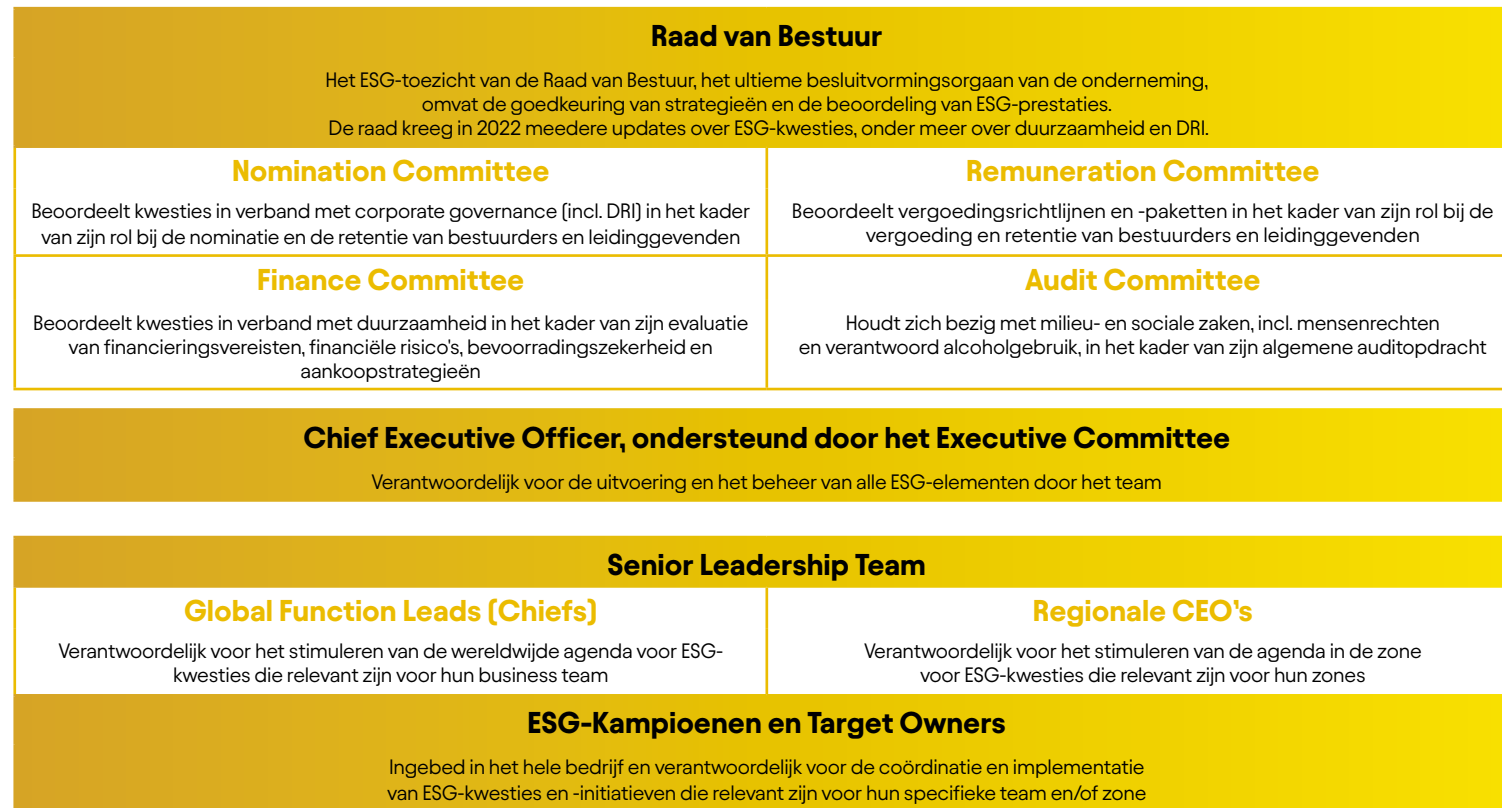 Raad van Bestuur
Het ESG-toezicht van de Raad van Bestuur, het ultieme besluitvormingsorgaan van de onderneming,
omvat de goedkeuring van strategieën en de beoordeling van ESG-prestaties.
De raad kreeg in 2022 meedere updates over ESG-kwesties, onder meer over duurzaamheid en DRI.
Nomination Committee
Beoordeelt kwesties in verband met corporate governance (incl. DRI) in het kader
van zijn rol bij de nominatie en de retentie van bestuurders en leidinggevenden
Remuneration Committee
Beoordeelt vergoedingsrichtlijnen en -paketten in het kader van zijn rol bij de
vergoeding en retentie van bestuurders en leidinggevenden
Finance Committee
Beoordeelt kwesties in verband met duurzaamheid in het kader van zijn evaluatie
van financieringsvereisten, financiële risico's, bevoorradingszekerheid en
aankoopstrategieën
Audit Committee
Houdt zich bezig met milieu- en sociale zaken, incl. mensenrechten
en verantwoord alcoholgebruik, in het kader van zijn algemene auditopdracht
Chief Executive Officer, ondersteund door het Executive Committee
Verantwoordelijk voor de uitvoering en het beheer van alle ESG-elementen door het team
Senior Leadership Team
Global Function Leads (Chiefs)
Verantwoordelijk voor het stimuleren van de wereldwijde agenda voor ESG-
kwesties die relevant zijn voor hun business team
Regionale CEO's
Verantwoordelijk voor het stimuleren van de agenda in de zone
voor ESG-kwesties die relevant zijn voor hun zones
ESG-Kampioenen en Target Owners
Ingebed in het hele bedrijf en verantwoordelijk voor de coördinatie en implementatie
van ESG-kwesties en -initiatieven die relevant zijn voor hun specifieke team en/of zone